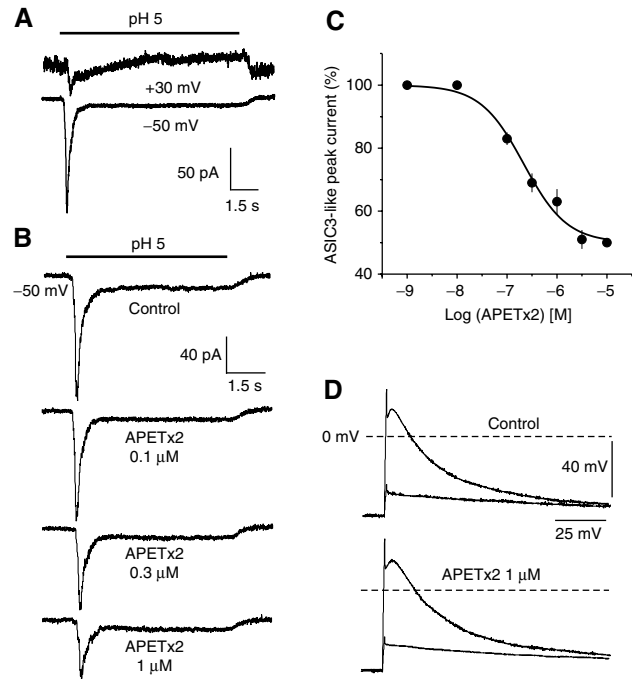 A
pH 5
+30 mV
−50 mV
50 pA
1.5 s
B
pH 5
−50 mV
Control
40 pA
1.5 s
APETx2
0.1 µM
APETx2
0.3 µM
APETx2
1 µM
C
ASIC3-like peak current (%)
100
80
60
40
−9
−8
−7
−6
−5
Log (APETx2) [M]
D
Control
0 mV
40 mV
25 mV
APETx2 1 µM